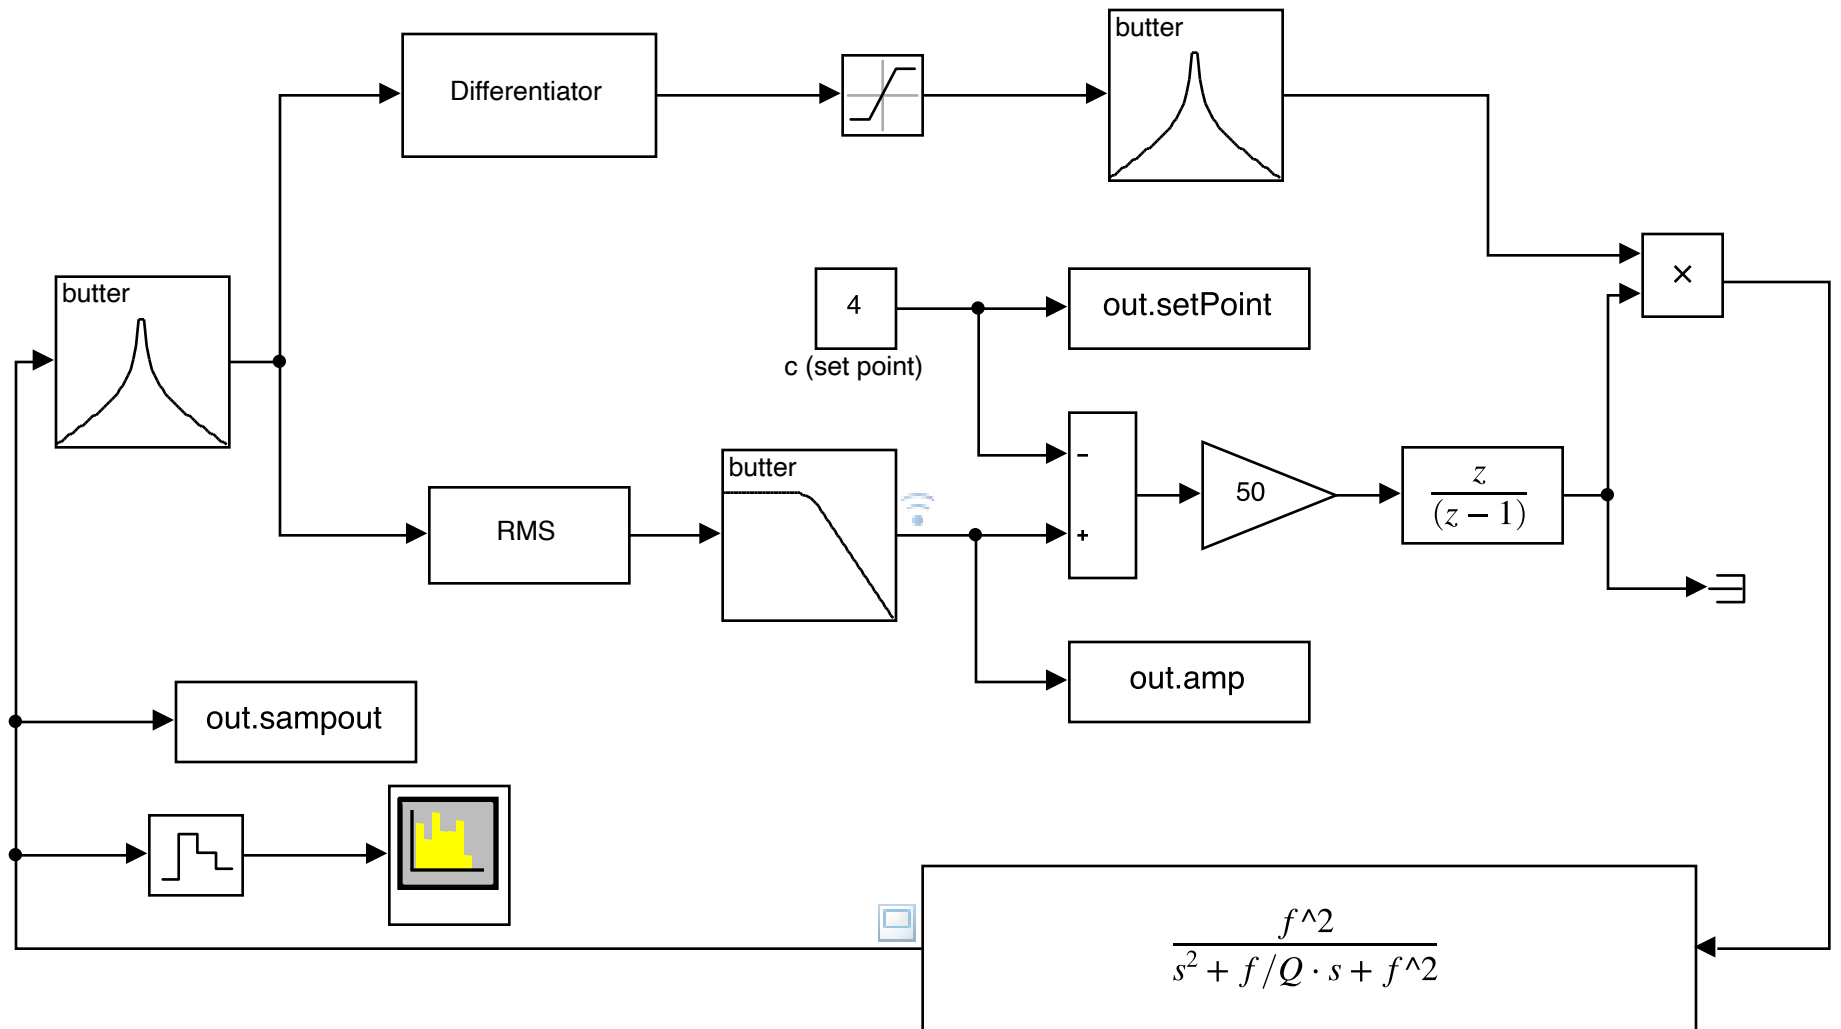 butter
Differentiator
butter
4
c (set point)
out.setPoint
×
butter
RMS
−
+
50
z
(z − 1)
out.amp
out.sampout
f^2
s² + f/Q · s + f^2